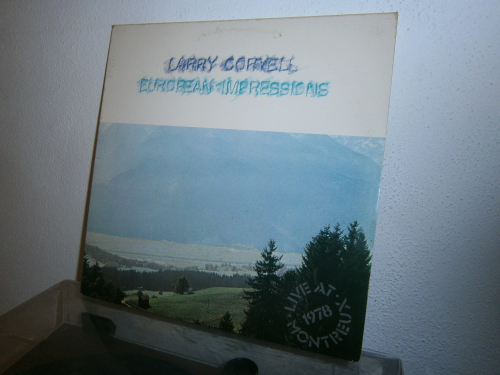 LARRY CORYELL
EUROPEAN IMPRESSIONS
LIVE AT
1978
MONTREUX